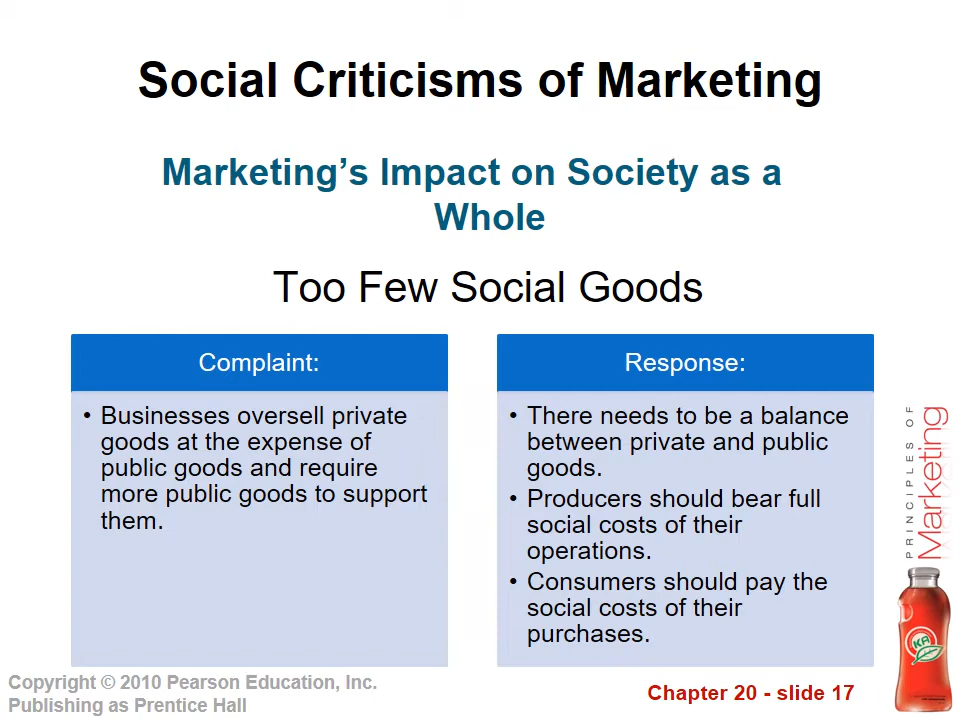 Social Criticisms of Marketing
Marketing’s Impact on Society as a
Whole
Too Few Social Goods
Complaint:
• Businesses oversell private
goods at the expense of
public goods and require
more public goods to support
them.
Response:
• There needs to be a balance
between private and public
goods.
• Producers should bear full
social costs of their
operations.
• Consumers should pay the
social costs of their
purchases.
PRINCIPLES OF
Marketing
KR
Copyright © 2010 Pearson Education, Inc.
Publishing as Prentice Hall
Chapter 20 - slide 17